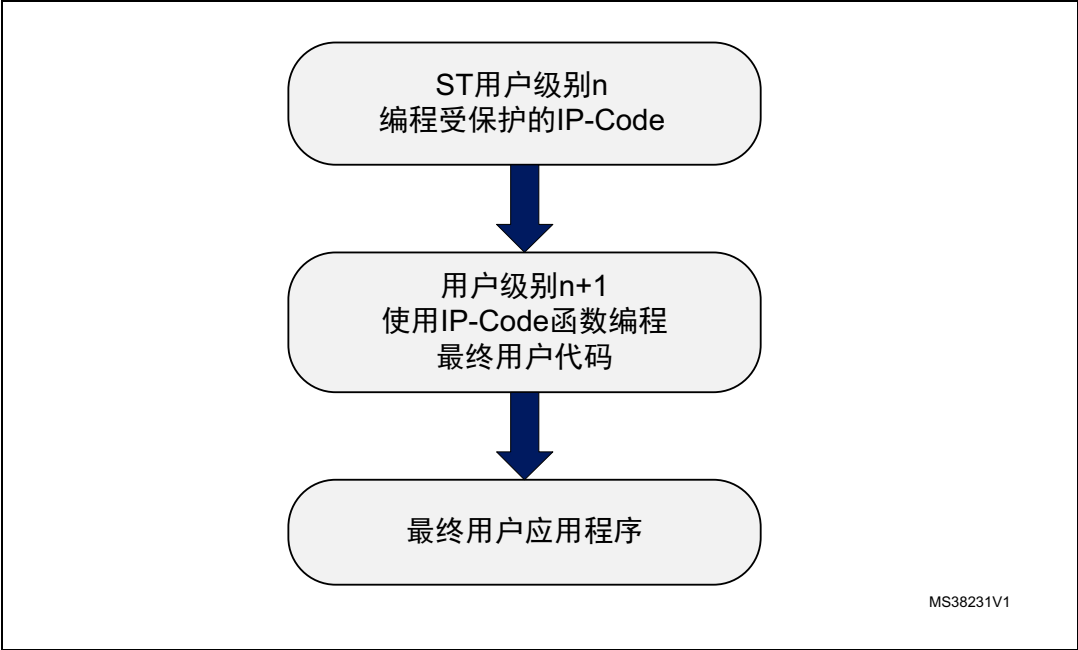 ST用户级别n
编程受保护的IP-Code
用户级别n+1
使用IP-Code函数编程
最终用户代码
最终用户应用程序
MS38231V1